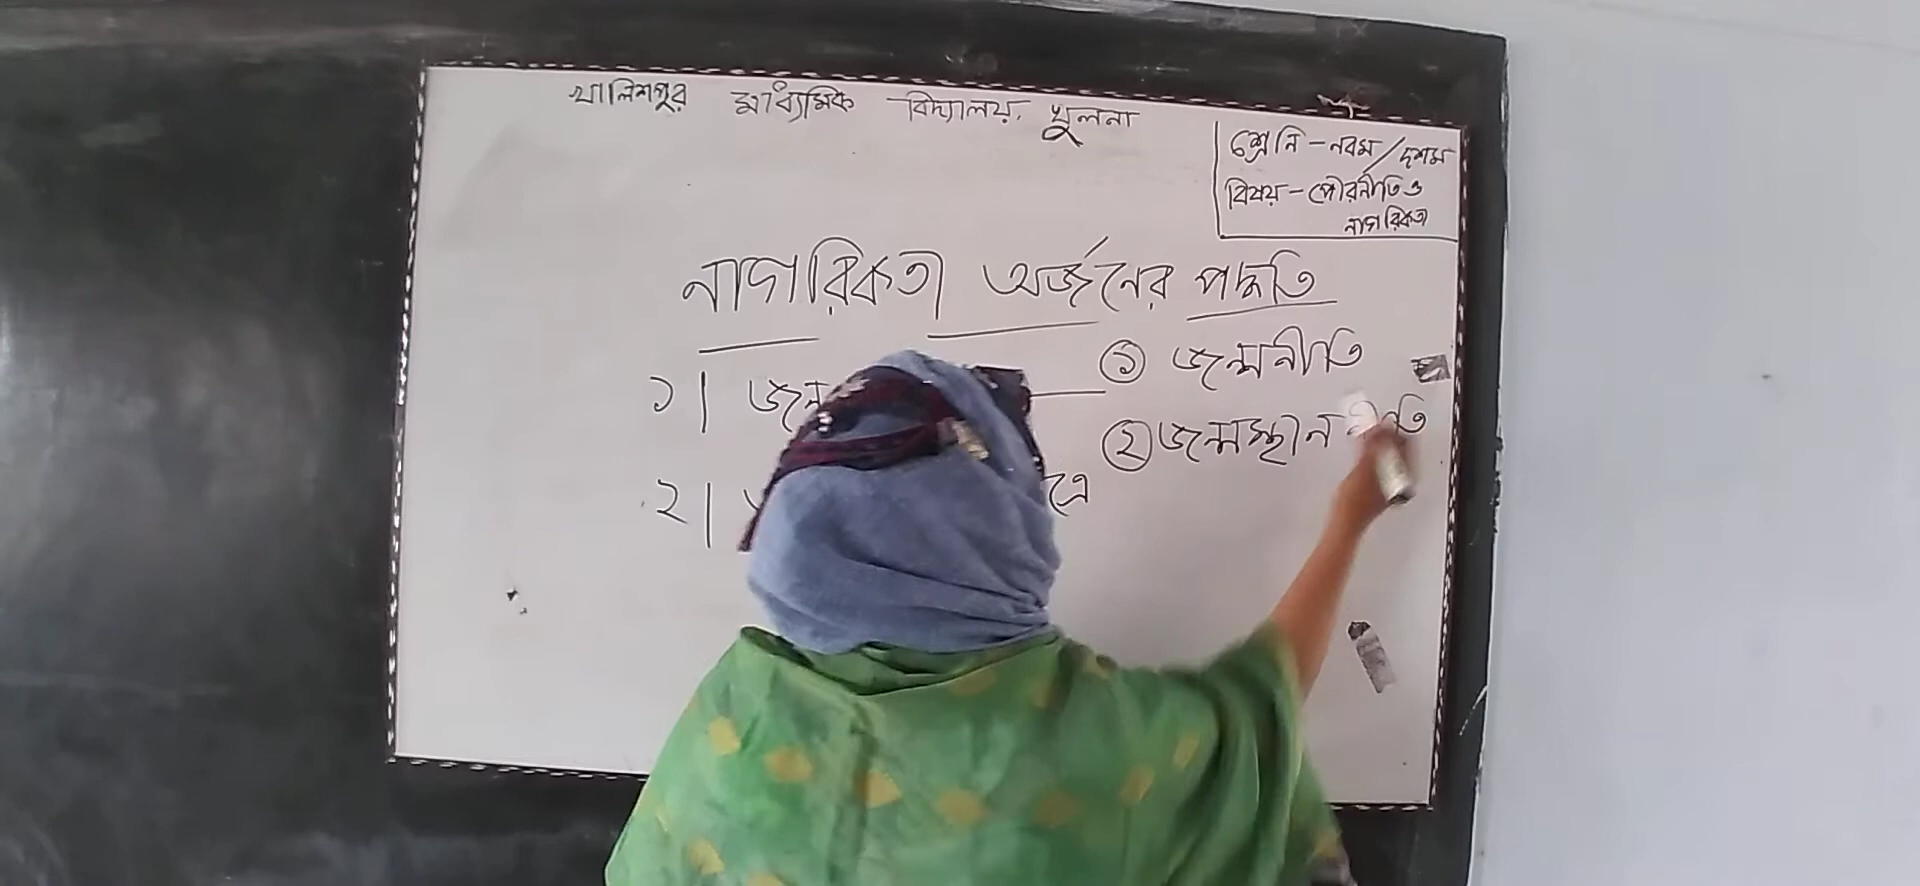 খালিশপুর মাধ্যমিক বিদ্যালয়, খুলনা
শ্রেনি - নবম / দশম
বিষয় - পৌরনীতি ও
নাগরিকতা
নাগরিকতা অর্জনের পদ্ধতি
১।
① জন্মনীতি
② জন্মস্থান
২।